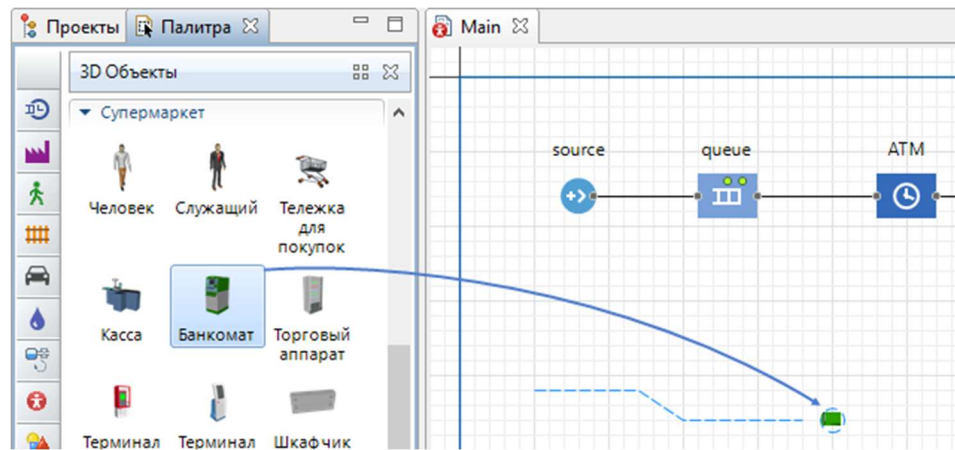 Проекты Палитра Main
3D Объекты
Супермаркет
source queue ATM
Человек Служащий Тележка
для
покупок
Касса Банкомат Торговый
аппарат
Терминал Терминал Шкафчик